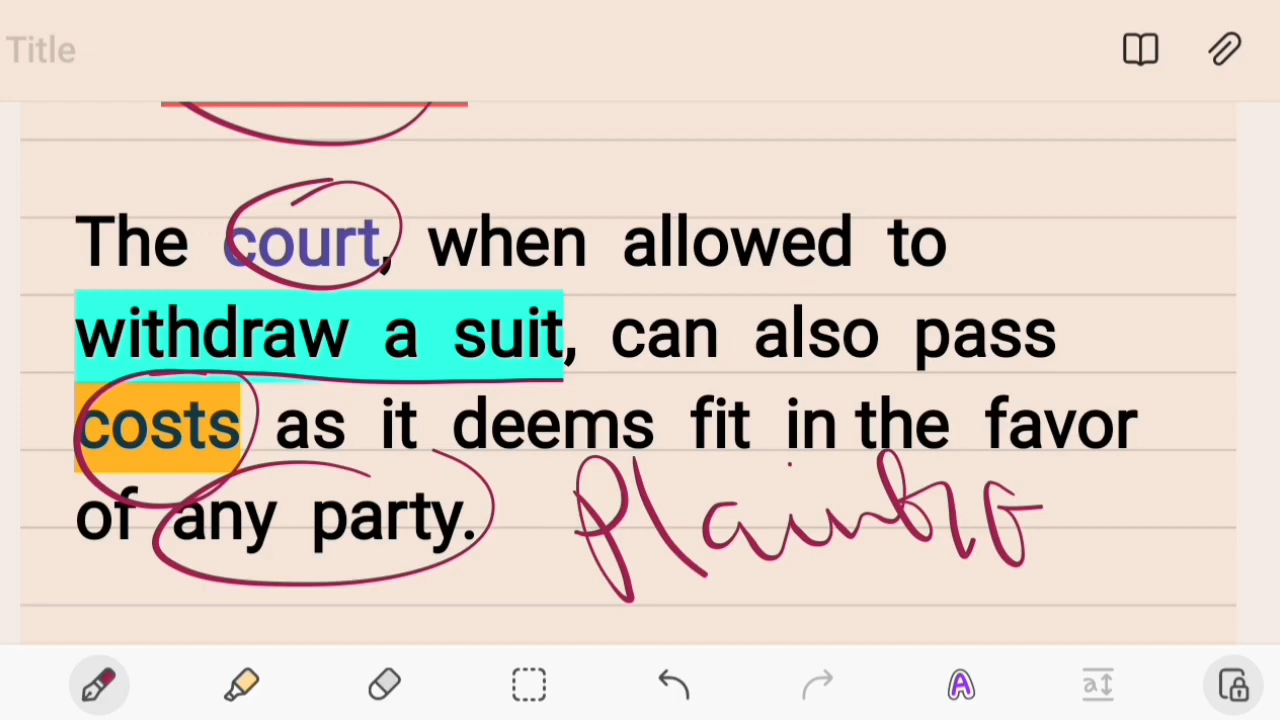 Title
The court, when allowed to
withdraw a suit, can also pass
costs as it deems fit in the favor
of any party.